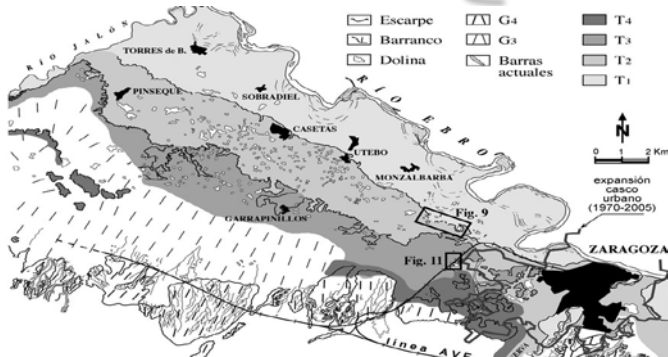 Escarpe
Barranco
Dolina
G4
G3
Barras
actuales
T4
T3
T2
T1
N
0 1 2 Km
RÍO JALÓN
TORRES de B.
PINSEQUE
SOBRADIEL
RÍO EBRO
CASETAS
UTEBO
MONZALBARBA
GARRAPINILLOS
expansión
casco
urbano
(1970-2005)
Fig. 9
ZARAGOZA
Fig. 11
línea AVE